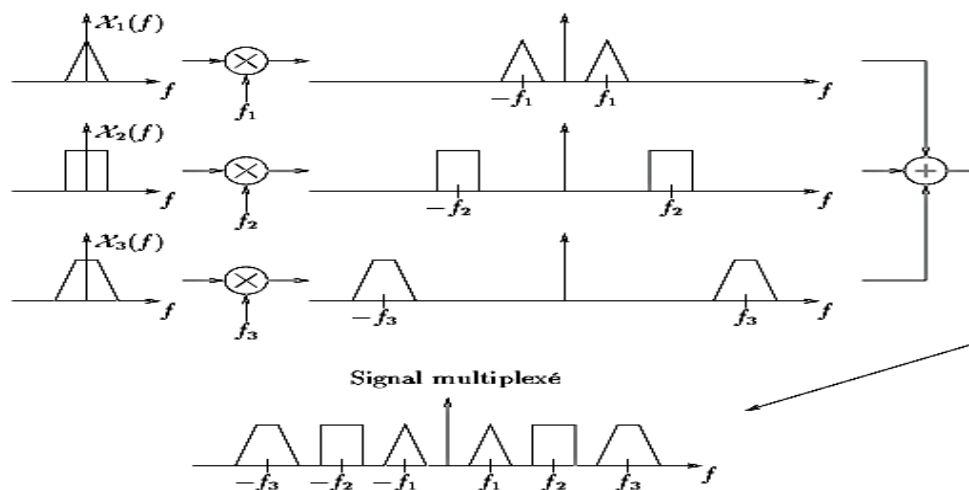 𝒳₁(f)
f
f₁
−f₁
f₁
f
𝒳₂(f)
f
f₂
−f₂
f₂
f
𝒳₃(f)
f
f₃
−f₃
f₃
f
Signal multiplexé
−f₃ −f₂ −f₁ f₁ f₂ f₃ f